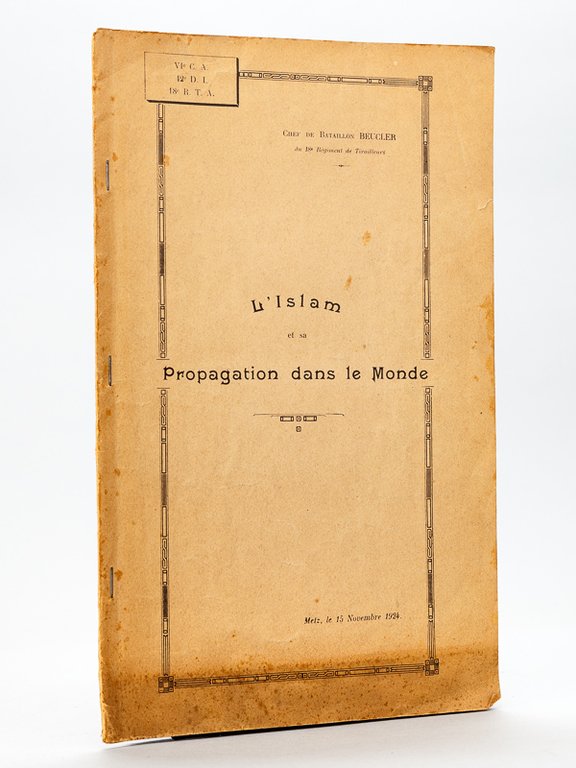 VIe C. A.
12e D. I.
18e R. T. A.
Chef de Bataillon BEUCLER
du 18e Régiment de Tirailleurs
L'Islam
et sa
Propagation dans le Monde
Metz, le 15 Novembre 1924